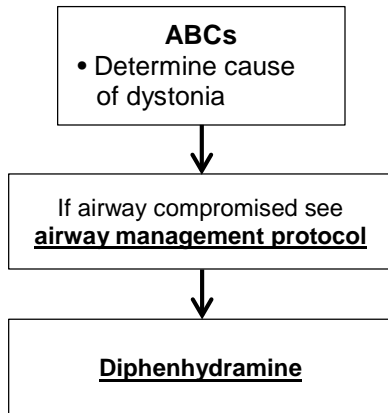 ABCs
• Determine cause
of dystonia
If airway compromised see
airway management protocol
Diphenhydramine